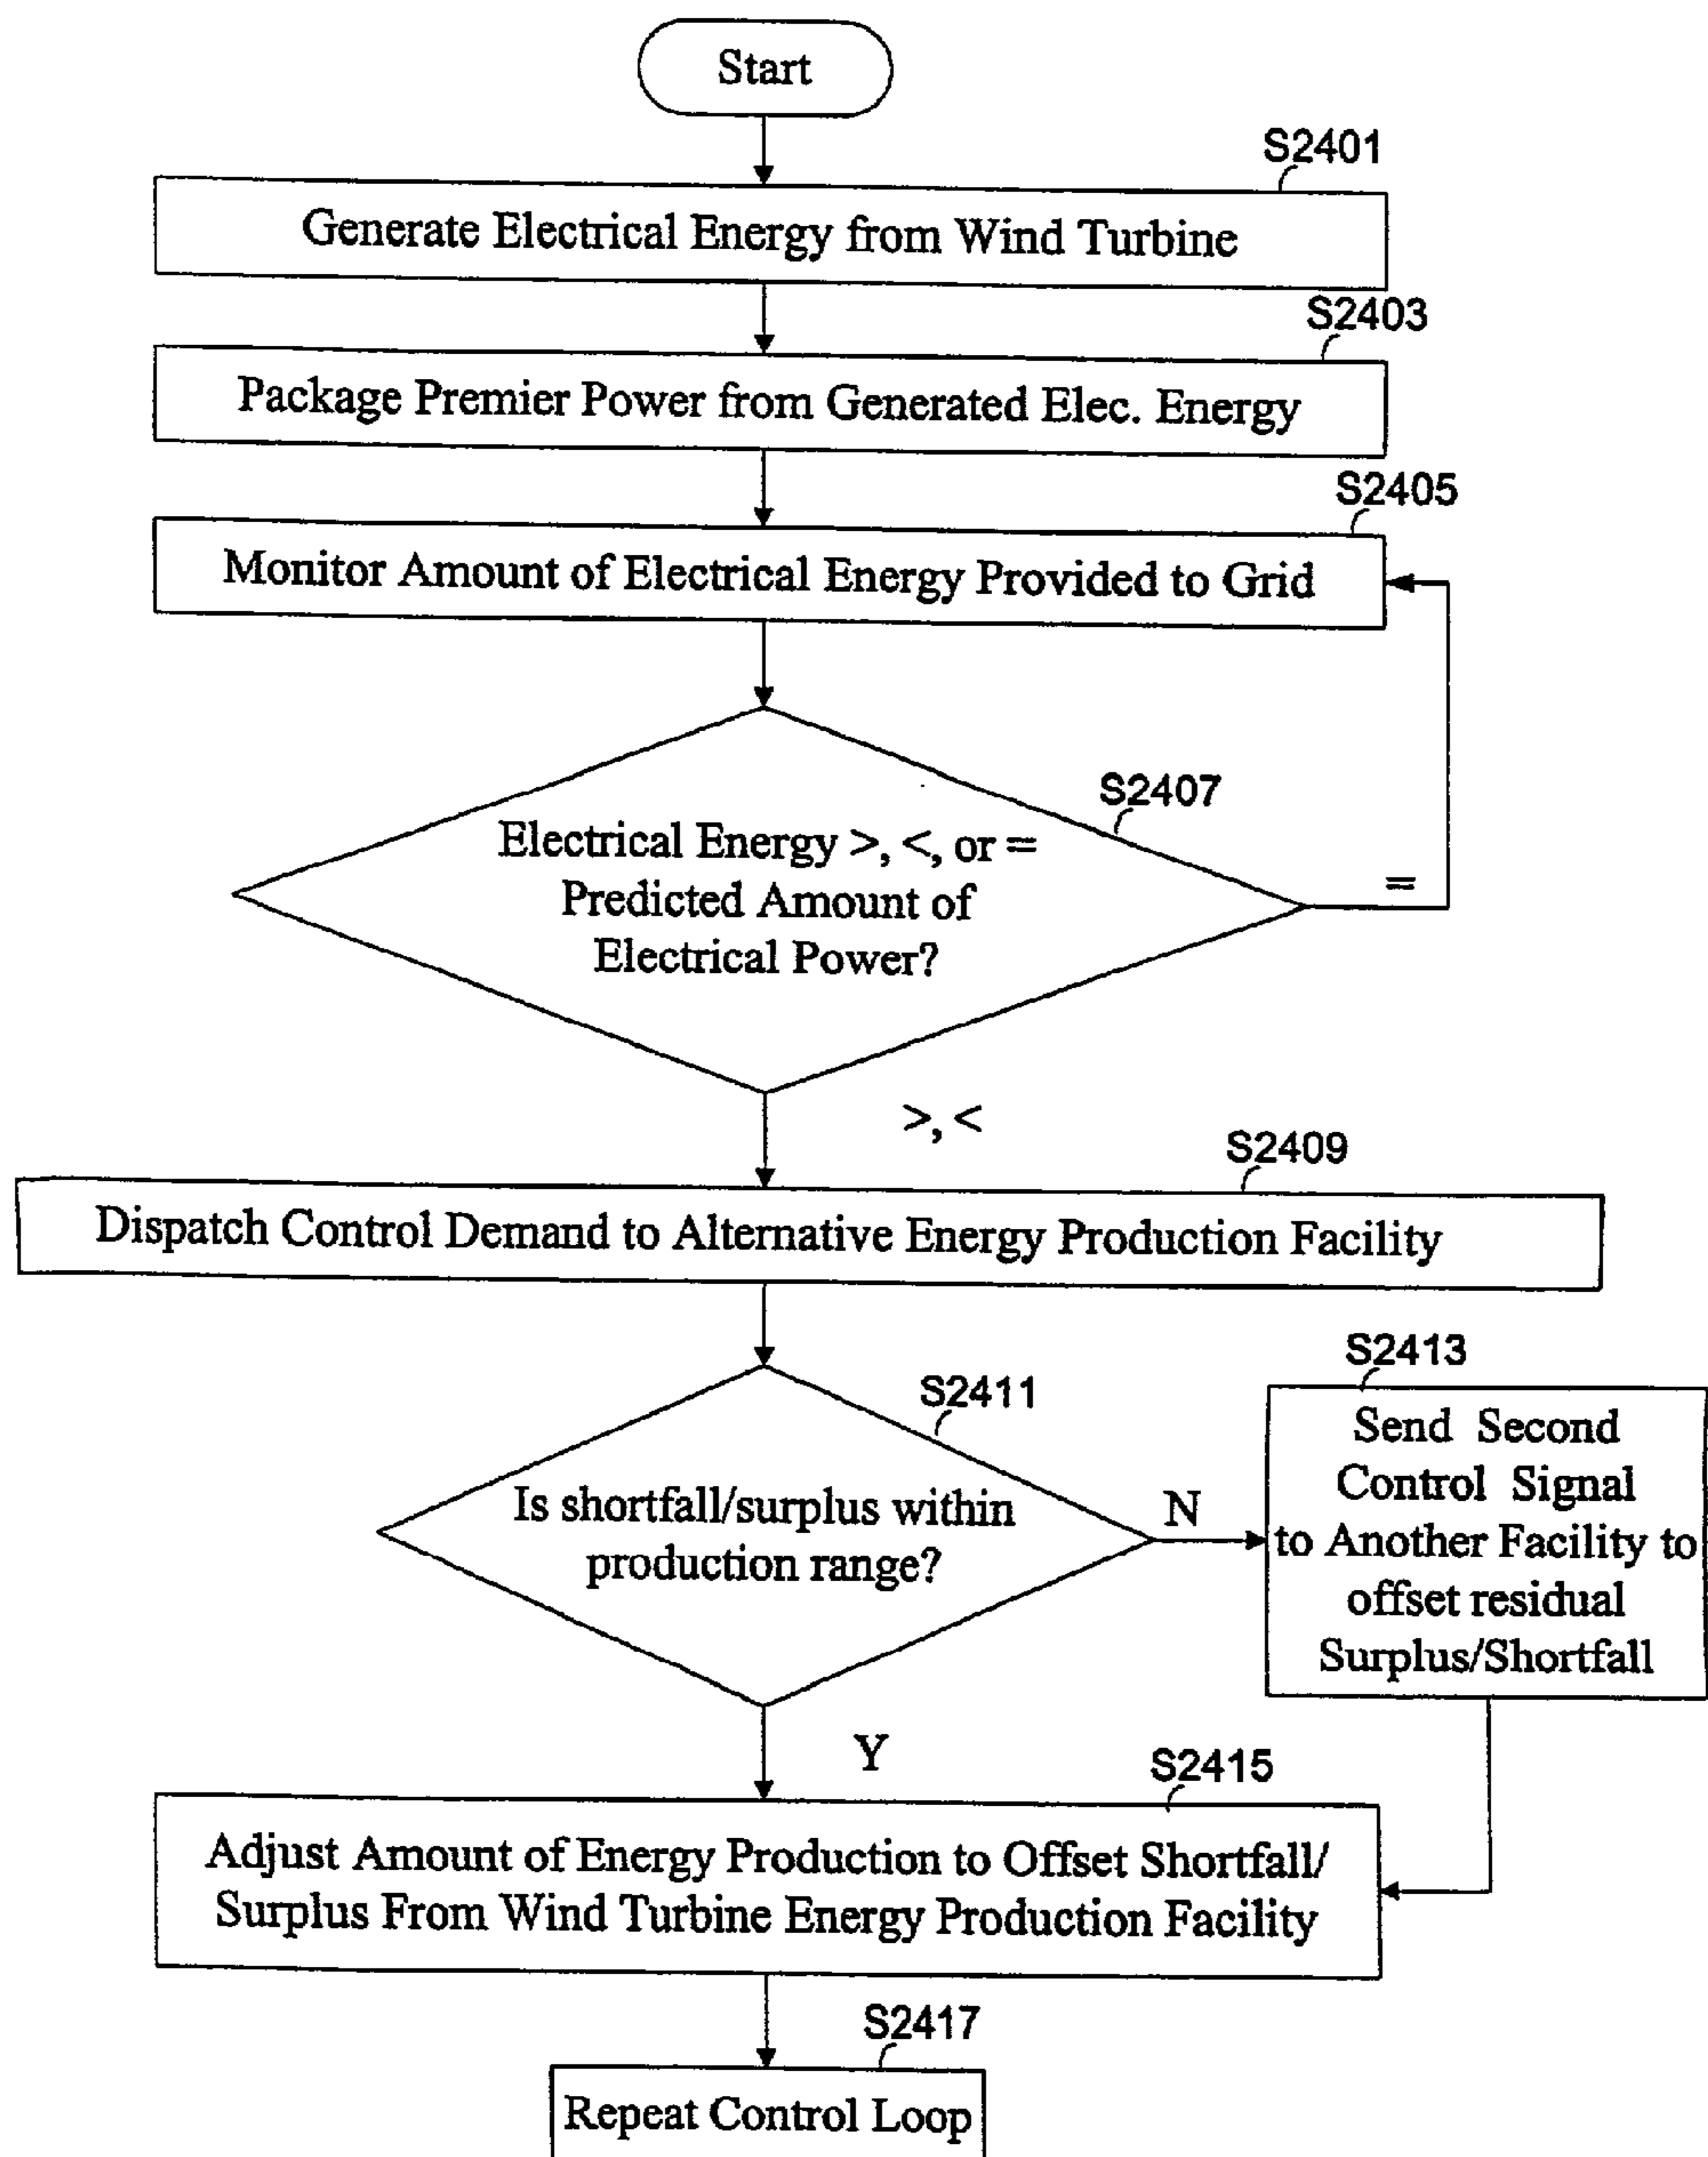 Start
S2401
Generate Electrical Energy from Wind Turbine
S2403
Package Premier Power from Generated Elec. Energy
S2405
Monitor Amount of Electrical Energy Provided to Grid
S2407
Electrical Energy >, <, or =
Predicted Amount of
Electrical Power?
=
>, <
S2409
Dispatch Control Demand to Alternative Energy Production Facility
S2411
Is shortfall/surplus within
production range?
N
S2413
Send Second
Control Signal
to Another Facility to
offset residual
Surplus/Shortfall
Y
S2415
Adjust Amount of Energy Production to Offset Shortfall/
Surplus From Wind Turbine Energy Production Facility
S2417
Repeat Control Loop